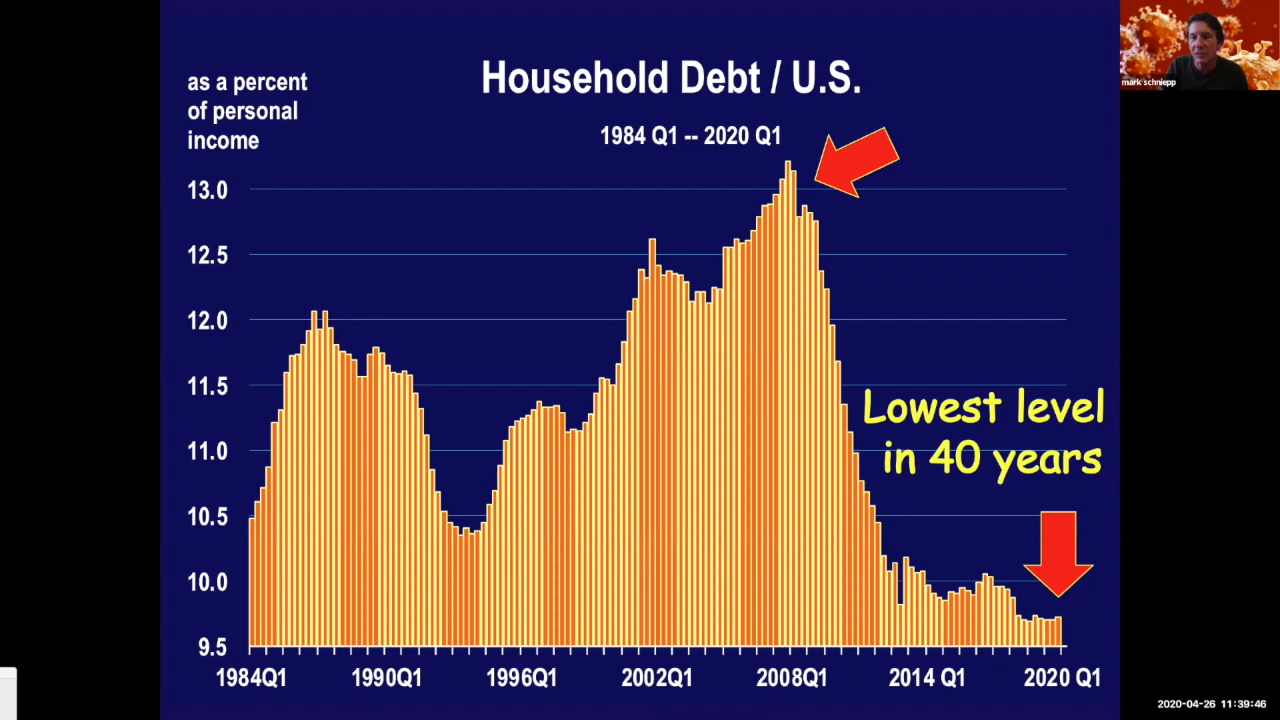 as a percent
of personal
income
Household Debt / U.S.
1984 Q1 -- 2020 Q1
mark schniepp
13.0
12.5
12.0
11.5
11.0
10.5
10.0
9.5
Lowest level
in 40 years
1984Q1 1990Q1 1996Q1 2002Q1 2008Q1 2014 Q1 2020 Q1
2020-04-26 11:39:46